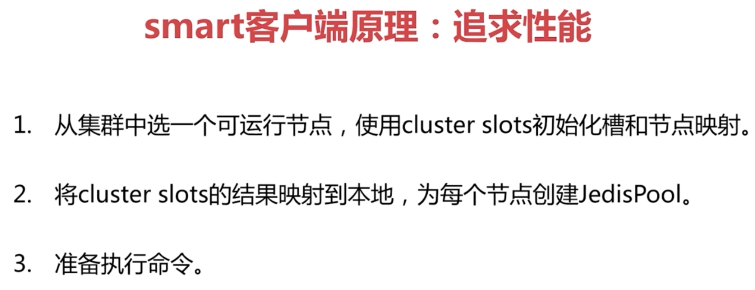 smart客户端原理：追求性能
1. 从集群中选一个可运行节点，使用cluster slots初始化槽和节点映射。
2. 将cluster slots的结果映射到本地，为每个节点创建JedisPool。
3. 准备执行命令。